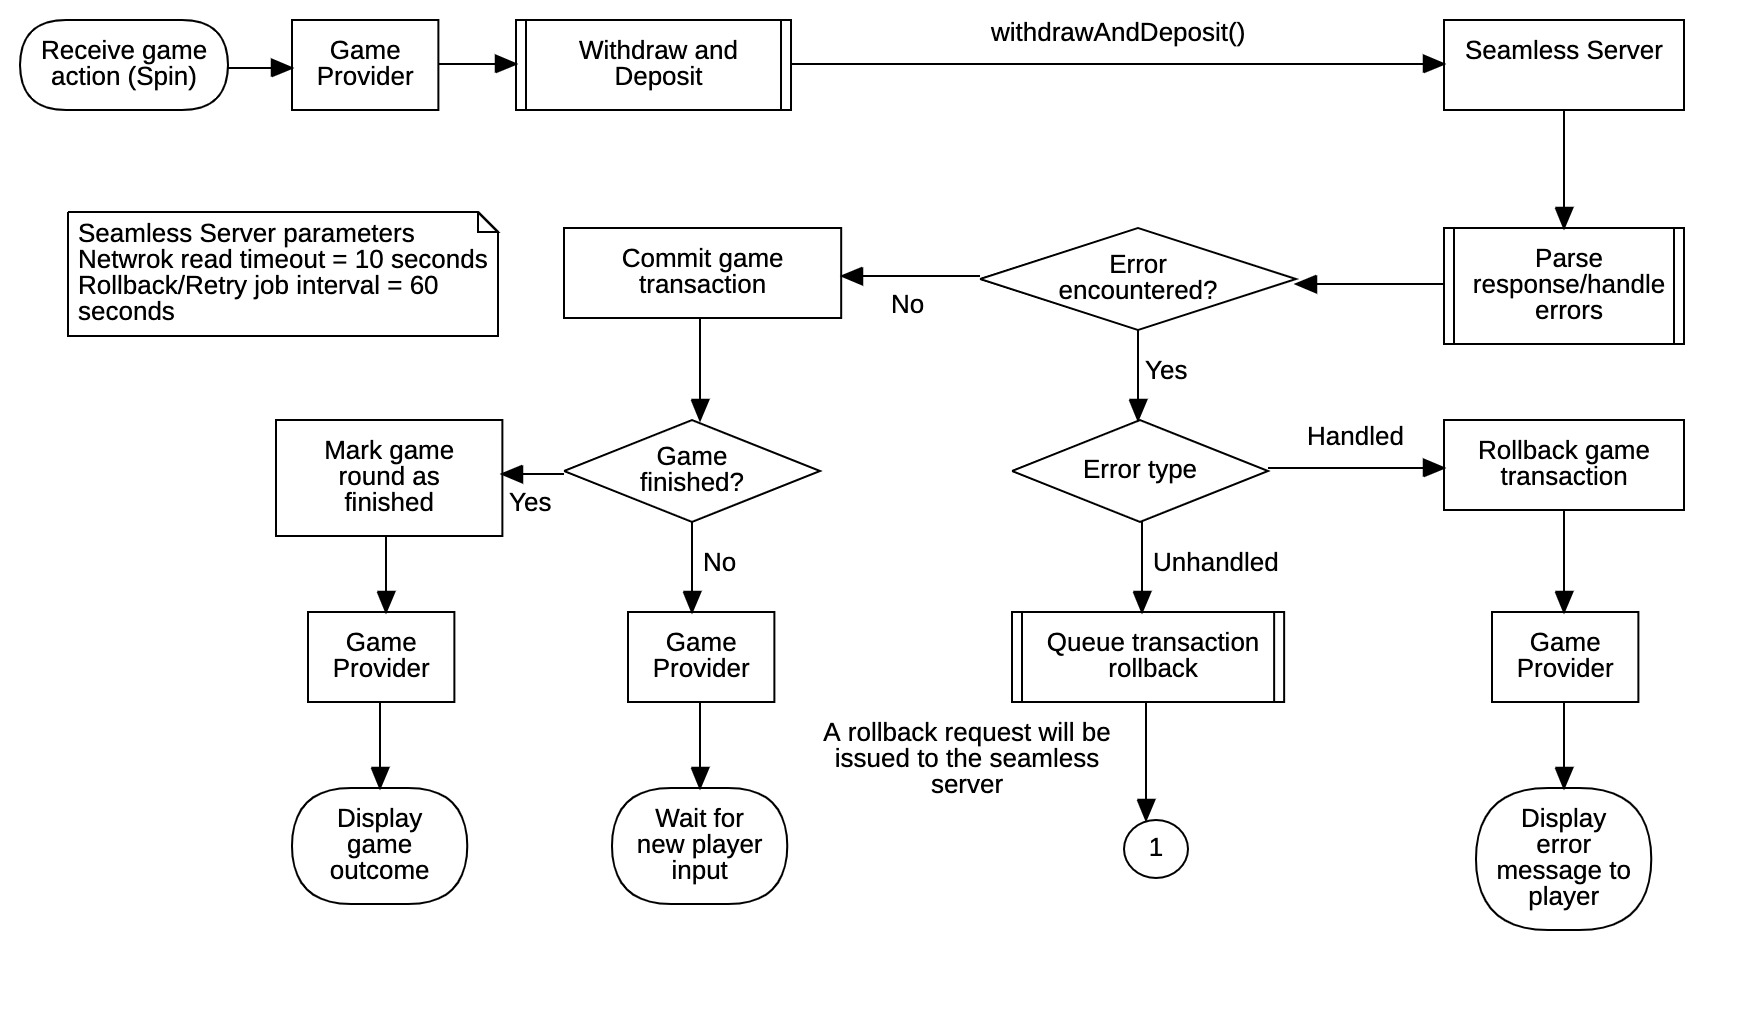 Receive game
action (Spin)
Game
Provider
Withdraw and
Deposit
withdrawAndDeposit()
Seamless Server
Seamless Server parameters
Netwrok read timeout = 10 seconds
Rollback/Retry job interval = 60
seconds
Commit game
transaction
No
Error
encountered?
Parse
response/handle
errors
Yes
Mark game
round as
finished
Yes
Game
finished?
Error type
Handled
Rollback game
transaction
No
Unhandled
Game
Provider
Game
Provider
Queue transaction
rollback
Game
Provider
A rollback request will be
issued to the seamless
server
Display
game
outcome
Wait for
new player
input
1
Display
error
message to
player